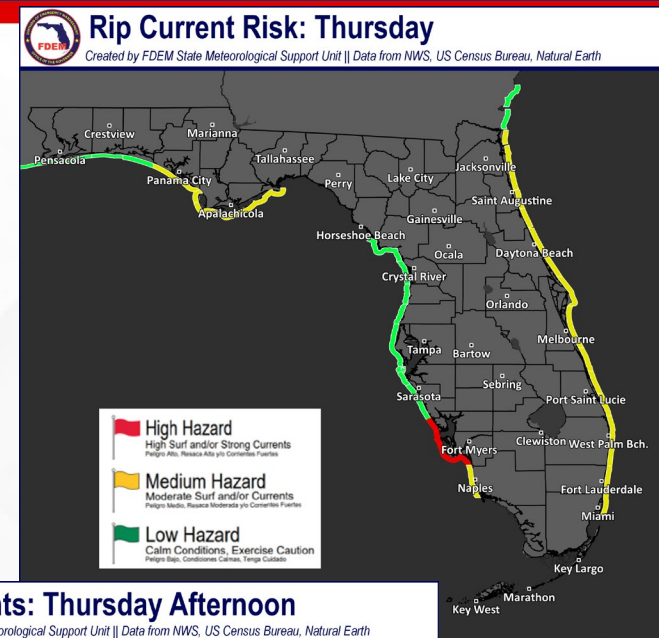 Rip Current Risk: Thursday
Created by FDEM State Meteorological Support Unit || Data from NWS, US Census Bureau, Natural Earth
FDEM
Crestview
Marianna
Pensacola
Tallahassee
Panama City
Perry
Lake City
Jacksonville
Apalachicola
Saint Augustine
Gainesville
Horseshoe Beach
Ocala
Daytona Beach
Crystal River
Orlando
Melbourne
Tampa
Bartow
Sebring
Sarasota
Port Saint Lucie
Fort Myers
Clewiston
West Palm Bch.
Naples
Fort Lauderdale
Miami
Key Largo
Marathon
Key West
High Hazard
High Surf and/or Strong Currents
Peligro Alto, Resaca Alta y/o Corrientes Fuertes
Medium Hazard
Moderate Surf and/or Currents
Peligro Medio, Resaca Moderada y/o Corrientes Fuertes
Low Hazard
Calm Conditions, Exercise Caution
Peligro Bajo, Condiciones Calmas, Tenga Cuidado
nts: Thursday Afternoon
orological Support Unit || Data from NWS, US Census Bureau, Natural Earth